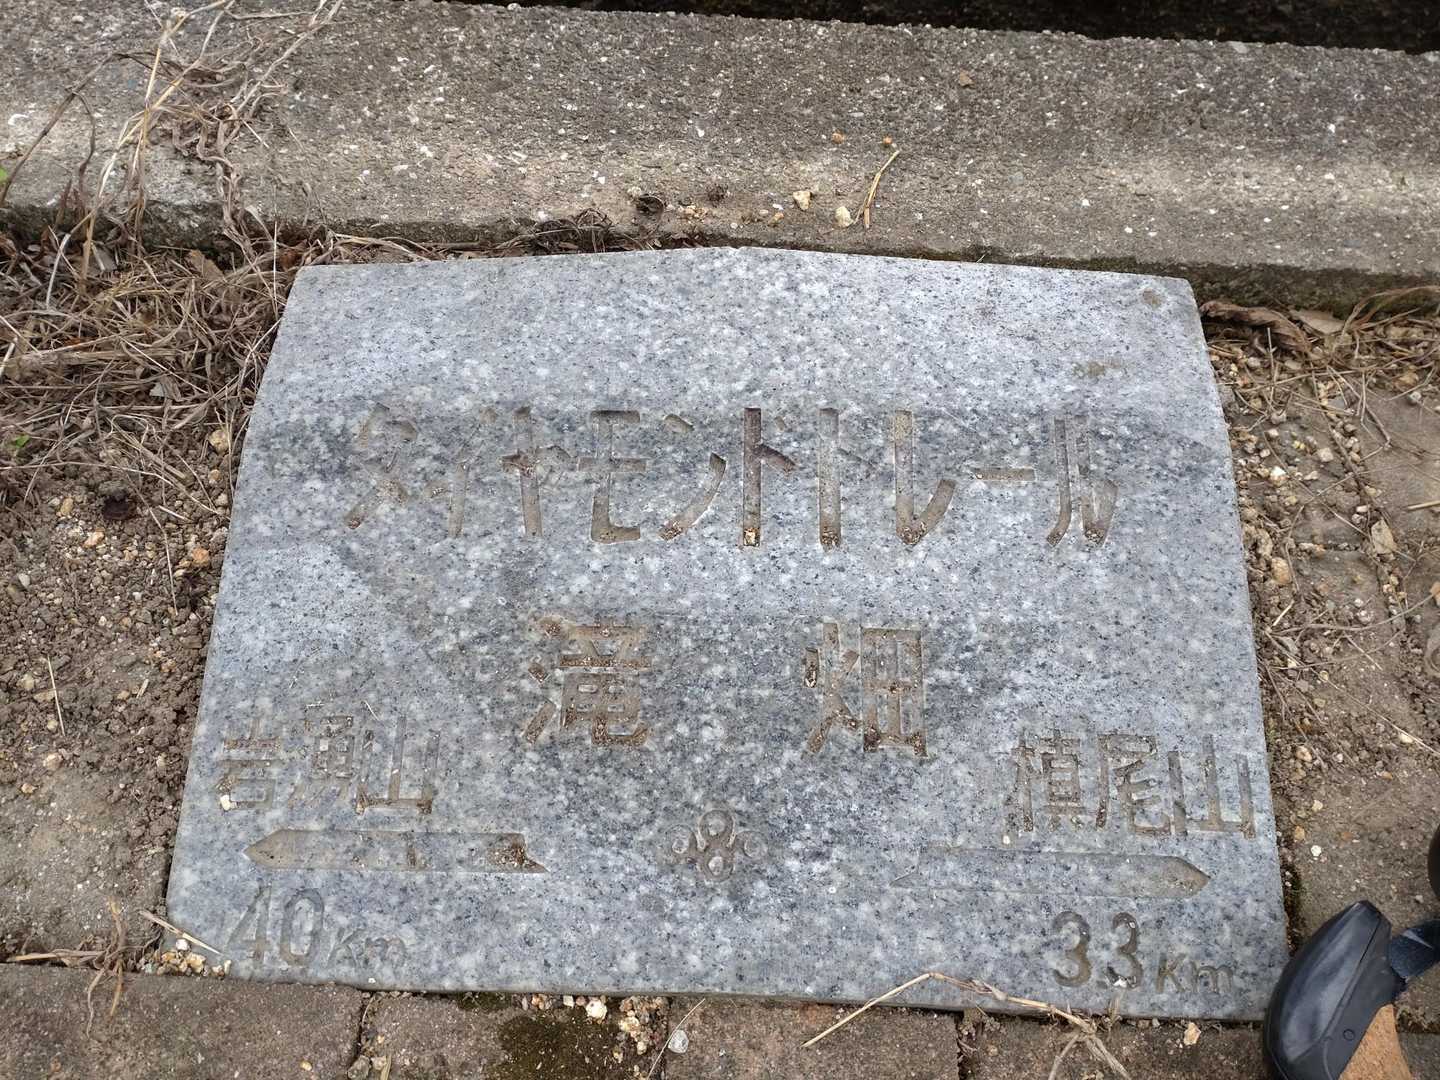 ダイヤモンドトレール
滝畑
岩湧山 槙尾山
4.0Km 3.3Km